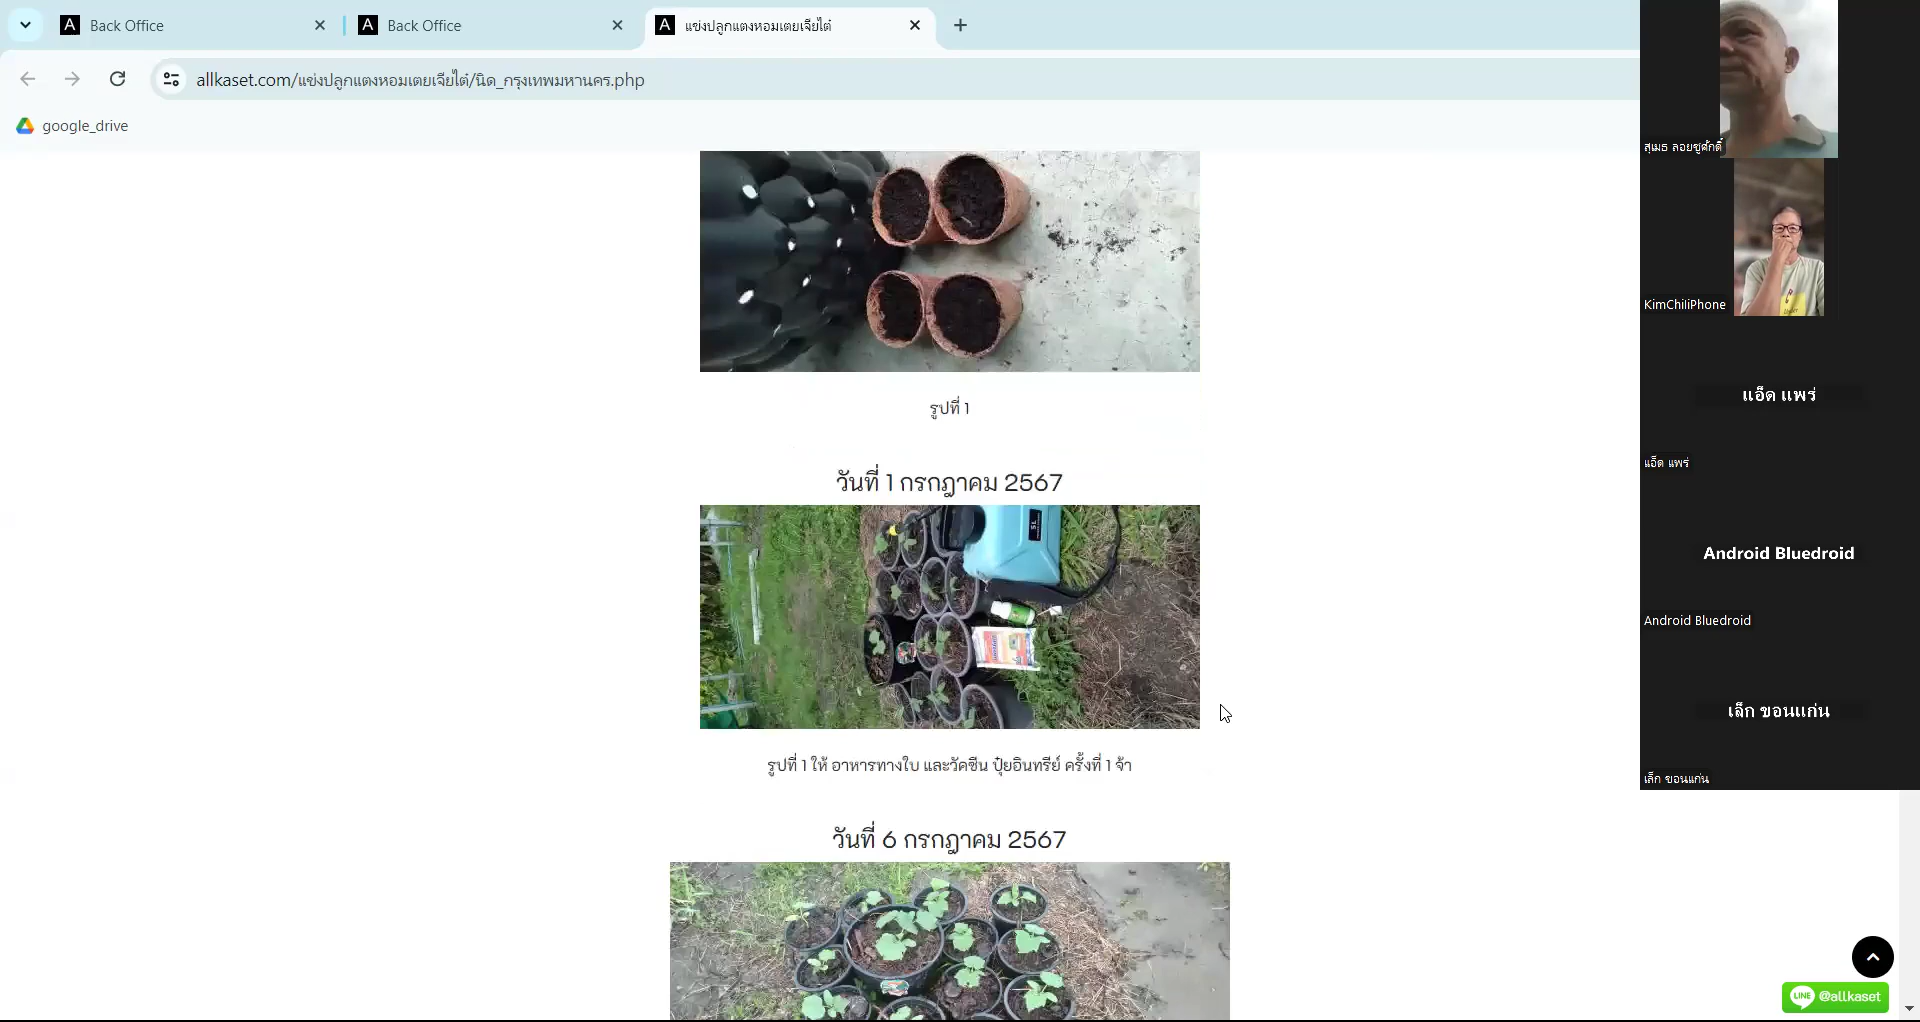 Back Office
Back Office
แข่งปลูกแตงหอมเตยเจียไต๋
allkaset.com/แข่งปลูกแตงหอมเตยเจียไต๋/นิด_กรุงเทพมหานคร.php
google_drive
รูปที่ 1
วันที่ 1 กรกฎาคม 2567
5L
รูปที่ 1 ให้ อาหารทางใบ และวัคซีน ปุ๋ยอินทรีย์ ครั้งที่ 1 จ้า
วันที่ 6 กรกฎาคม 2567
สุเมธ ลอยชูศักดิ์
KimChiliPhone
แอ็ด แพร่
แอ็ด แพร่
Android Bluedroid
Android Bluedroid
เล็ก ขอนแก่น
เล็ก ขอนแก่น
LINE @allkaset